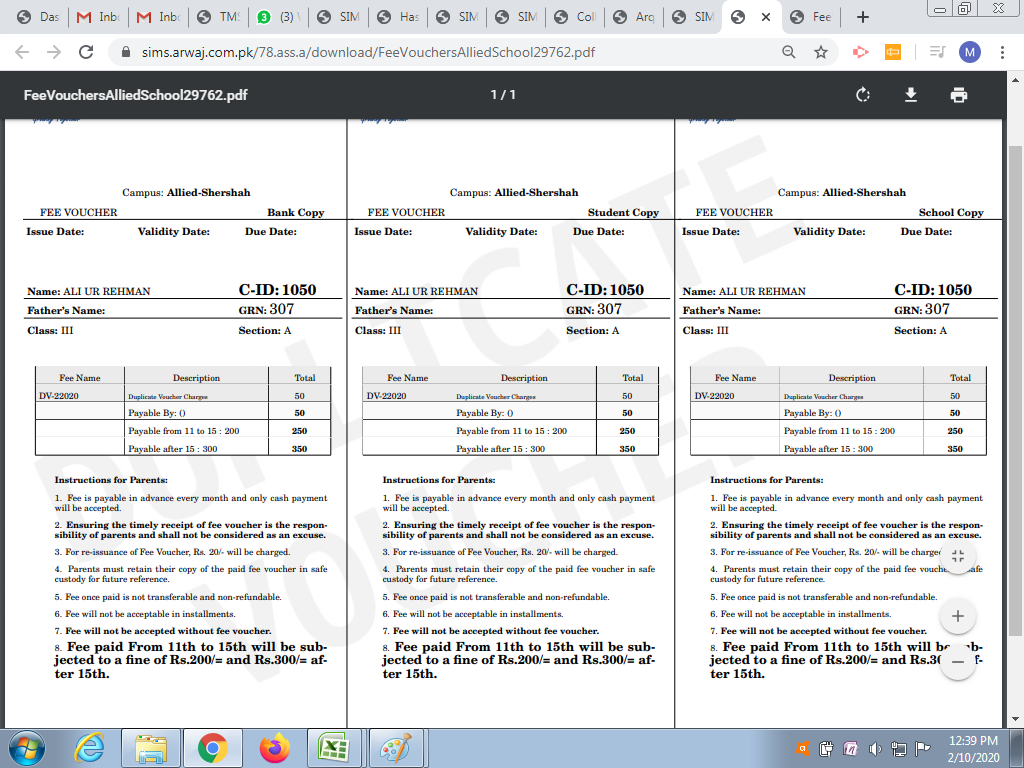 Das
Inb
Inb
TMS
3 (3) \
SIM
Has
SIM
SIM
Col
Arq
SIM
Fee
sims.arwaj.com.pk/78.ass.a/download/FeeVouchersAlliedSchool29762.pdf
M
FeeVouchersAlliedSchool29762.pdf
1 / 1
DUPLICATE
VOUCHER
Campus: Allied-Shershah
FEE VOUCHER Bank Copy
Issue Date: Validity Date: Due Date:
Name: ALI UR REHMAN C-ID: 1050
Father's Name: GRN: 307
Class: III Section: A
Fee Name Description Total
DV-22020 Duplicate Voucher Charges 50
Payable By: () 50
Payable from 11 to 15 : 200 250
Payable after 15 : 300 350
Instructions for Parents:
1. Fee is payable in advance every month and only cash payment
will be accepted.
2. Ensuring the timely receipt of fee voucher is the respon-
sibility of parents and shall not be considered as an excuse.
3. For re-issuance of Fee Voucher, Rs. 20/- will be charged.
4. Parents must retain their copy of the paid fee voucher in safe
custody for future reference.
5. Fee once paid is not transferable and non-refundable.
6. Fee will not be acceptable in installments.
7. Fee will not be accepted without fee voucher.
8. Fee paid From 11th to 15th will be sub-
jected to a fine of Rs.200/= and Rs.300/= af-
ter 15th.
Campus: Allied-Shershah
FEE VOUCHER Student Copy
Issue Date: Validity Date: Due Date:
Name: ALI UR REHMAN C-ID: 1050
Father's Name: GRN: 307
Class: III Section: A
Fee Name Description Total
DV-22020 Duplicate Voucher Charges 50
Payable By: () 50
Payable from 11 to 15 : 200 250
Payable after 15 : 300 350
Instructions for Parents:
1. Fee is payable in advance every month and only cash payment
will be accepted.
2. Ensuring the timely receipt of fee voucher is the respon-
sibility of parents and shall not be considered as an excuse.
3. For re-issuance of Fee Voucher, Rs. 20/- will be charged.
4. Parents must retain their copy of the paid fee voucher in safe
custody for future reference.
5. Fee once paid is not transferable and non-refundable.
6. Fee will not be acceptable in installments.
7. Fee will not be accepted without fee voucher.
8. Fee paid From 11th to 15th will be sub-
jected to a fine of Rs.200/= and Rs.300/= af-
ter 15th.
Campus: Allied-Shershah
FEE VOUCHER School Copy
Issue Date: Validity Date: Due Date:
Name: ALI UR REHMAN C-ID: 1050
Father's Name: GRN: 307
Class: III Section: A
Fee Name Description Total
DV-22020 Duplicate Voucher Charges 50
Payable By: () 50
Payable from 11 to 15 : 200 250
Payable after 15 : 300 350
Instructions for Parents:
1. Fee is payable in advance every month and only cash payment
will be accepted.
2. Ensuring the timely receipt of fee voucher is the respon-
sibility of parents and shall not be considered as an excuse.
3. For re-issuance of Fee Voucher, Rs. 20/- will be charged
4. Parents must retain their copy of the paid fee vouche safe
custody for future reference.
5. Fee once paid is not transferable and non-refundable.
6. Fee will not be acceptable in installments.
7. Fee will not be accepted without fee voucher.
8. Fee paid From 11th to 15th will be sub-
jected to a fine of Rs.200/= and Rs.30 f-
ter 15th.
12:39 PM
2/10/2020